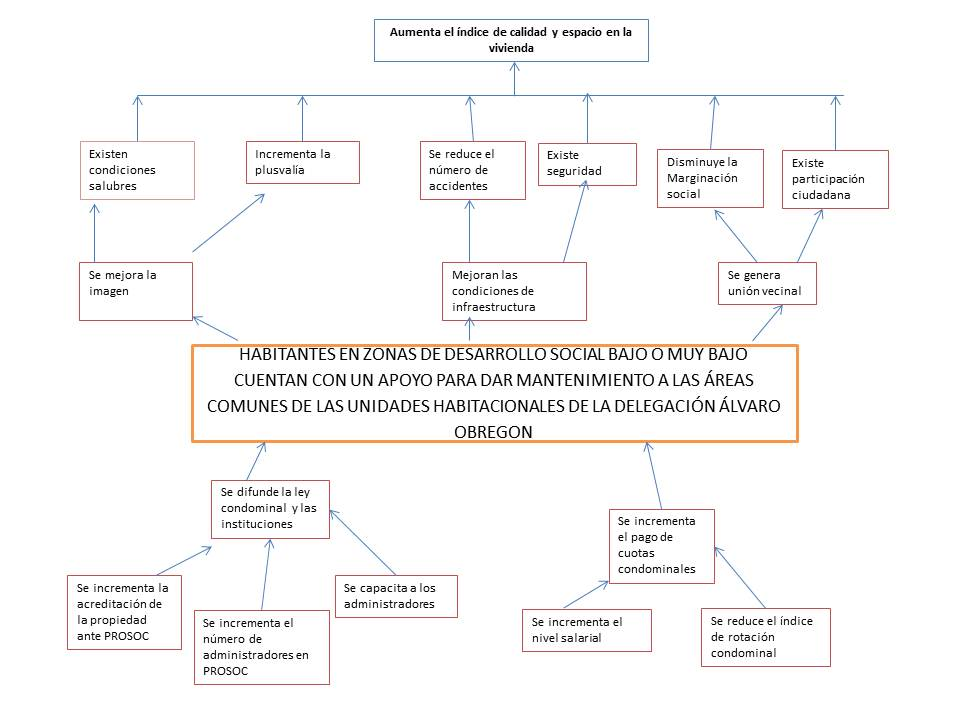 Aumenta el índice de calidad y espacio en la
vivienda
Existen
condiciones
salubres
Incrementa la
plusvalía
Se reduce el
número de
accidentes
Existe
seguridad
Disminuye la
Marginación
social
Existe
participación
ciudadana
Se mejora la
imagen
Mejoran las
condiciones de
infraestructura
Se genera
unión vecinal
HABITANTES EN ZONAS DE DESARROLLO SOCIAL BAJO O MUY BAJO
CUENTAN CON UN APOYO PARA DAR MANTENIMIENTO A LAS ÁREAS
COMUNES DE LAS UNIDADES HABITACIONALES DE LA DELEGACIÓN ÁLVARO
OBREGON
Se difunde la ley
condominal y las
instituciones
Se incrementa
el pago de
cuotas
condominales
Se incrementa la
acreditación de
la propiedad
ante PROSOC
Se incrementa el
número de
administradores en
PROSOC
Se capacita a los
administradores
Se incrementa el
nivel salarial
Se reduce el índice
de rotación
condominal